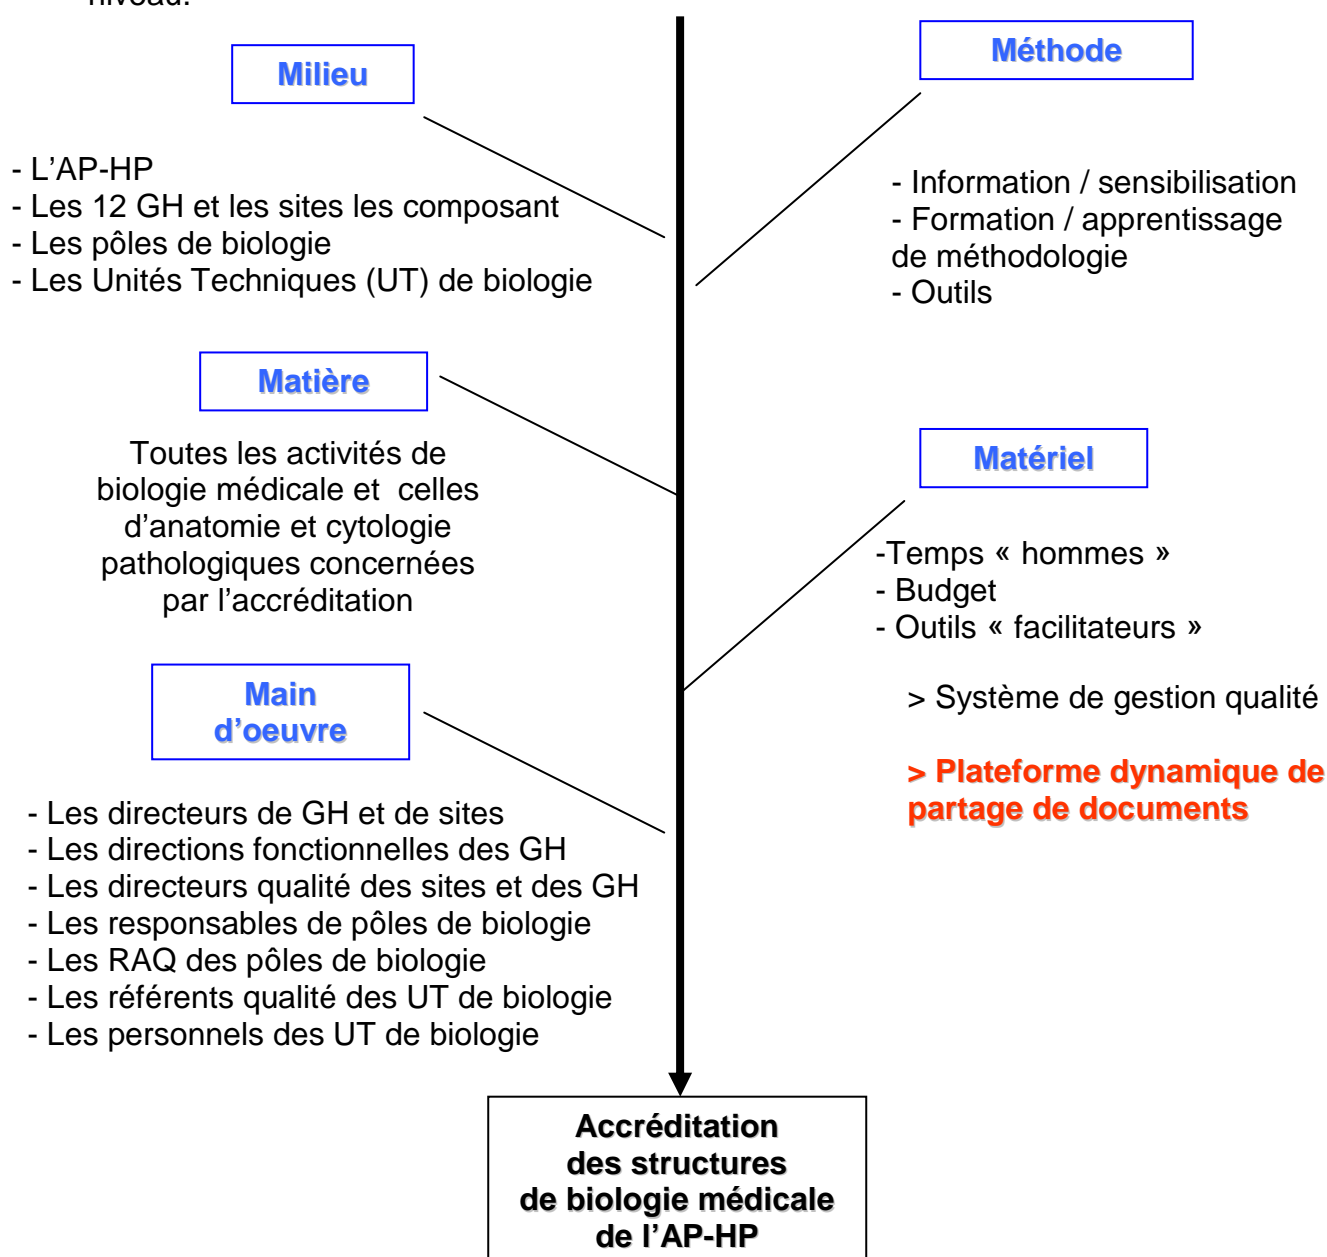 niveau.
Milieu
- L’AP-HP
- Les 12 GH et les sites les composant
- Les pôles de biologie
- Les Unités Techniques (UT) de biologie
Méthode
- Information / sensibilisation
- Formation / apprentissage
de méthodologie
- Outils
Matière
Toutes les activités de
biologie médicale et  celles
d’anatomie et cytologie
pathologiques concernées
par l’accréditation
Matériel
-Temps « hommes »
- Budget
- Outils « facilitateurs »
> Système de gestion qualité
> Plateforme dynamique de
partage de documents
Main
d’oeuvre
- Les directeurs de GH et de sites
- Les directions fonctionnelles des GH
- Les directeurs qualité des sites et des GH
- Les responsables de pôles de biologie
- Les RAQ des pôles de biologie
- Les référents qualité des UT de biologie
- Les personnels des UT de biologie
Accréditation
des structures
de biologie médicale
de l’AP-HP